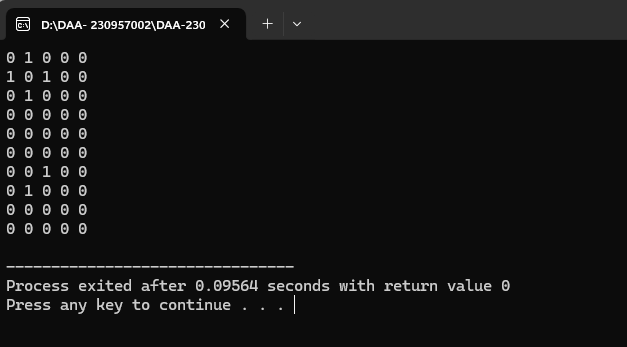 D:\DAA- 230957002\DAA-230
0 1 0 0 0
1 0 1 0 0
0 1 0 0 0
0 0 0 0 0
0 0 0 0 0
0 0 0 0 0
0 0 1 0 0
0 1 0 0 0
0 0 0 0 0
0 0 0 0 0
--------------------------------
Process exited after 0.09564 seconds with return value 0
Press any key to continue . . .